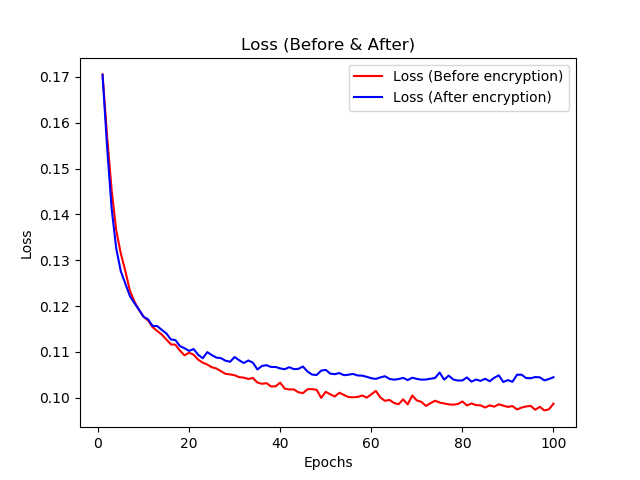 Loss (Before & After)
Loss (Before encryption)
Loss (After encryption)
0.17
0.16
0.15
0.14
0.13
0.12
0.11
0.10
Loss
0
20
40
60
80
100
Epochs